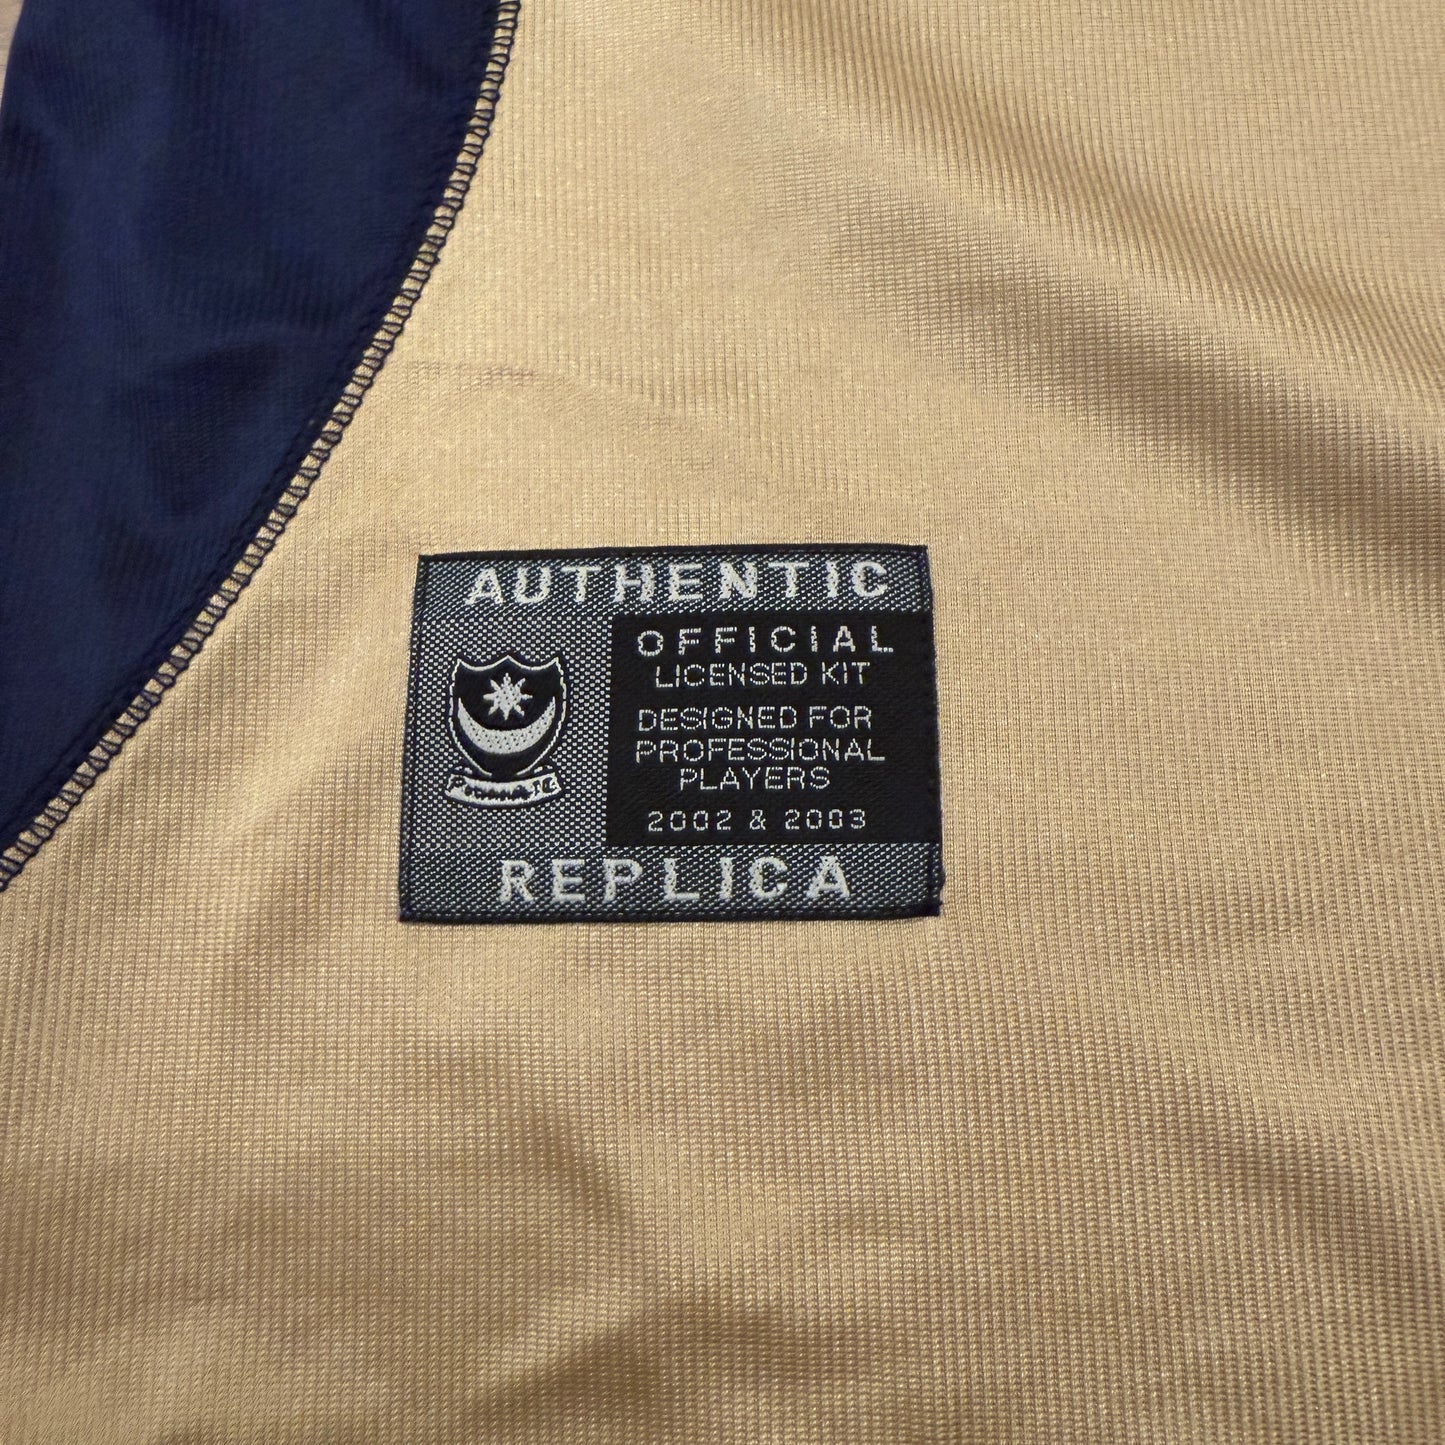 AUTHENTIC
OFFICIAL
LICENSED KIT
DESIGNED FOR
PROFESSIONAL
PLAYERS
2002 & 2003
REPLICA